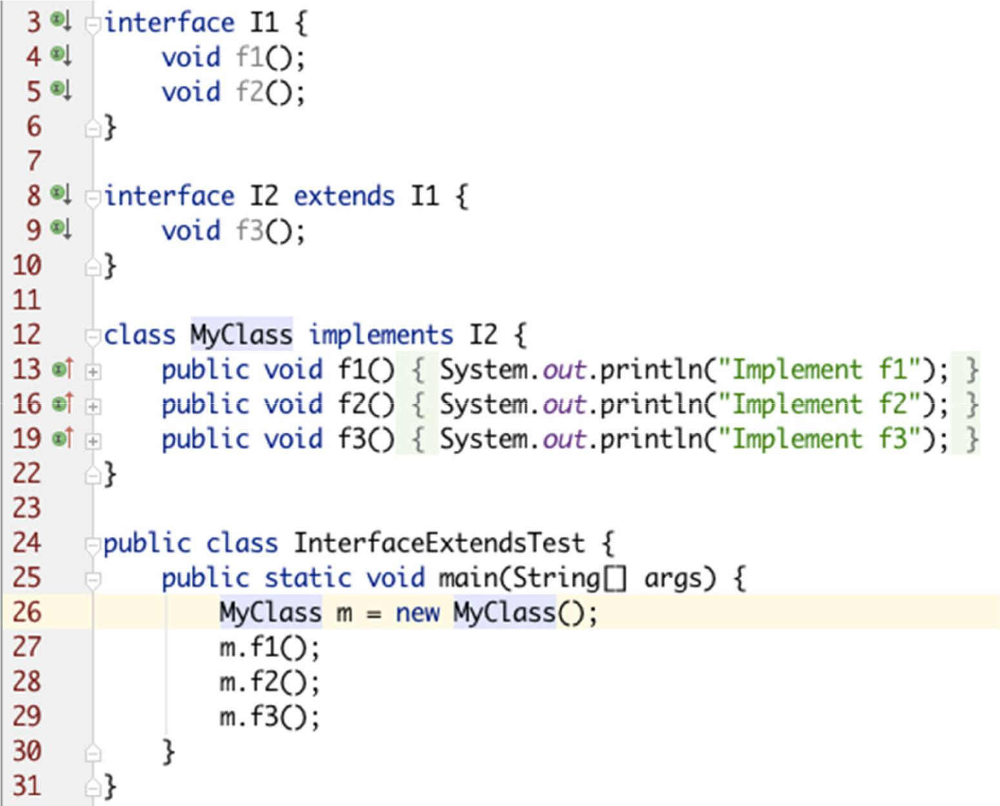 3 interface I1 {
4     void f1();
5     void f2();
6 }
7
8 interface I2 extends I1 {
9     void f3();
10 }
11
12 class MyClass implements I2 {
13     public void f1() { System.out.println("Implement f1"); }
16     public void f2() { System.out.println("Implement f2"); }
19     public void f3() { System.out.println("Implement f3"); }
22 }
23
24 public class InterfaceExtendsTest {
25     public static void main(String[] args) {
26         MyClass m = new MyClass();
27         m.f1();
28         m.f2();
29         m.f3();
30     }
31 }